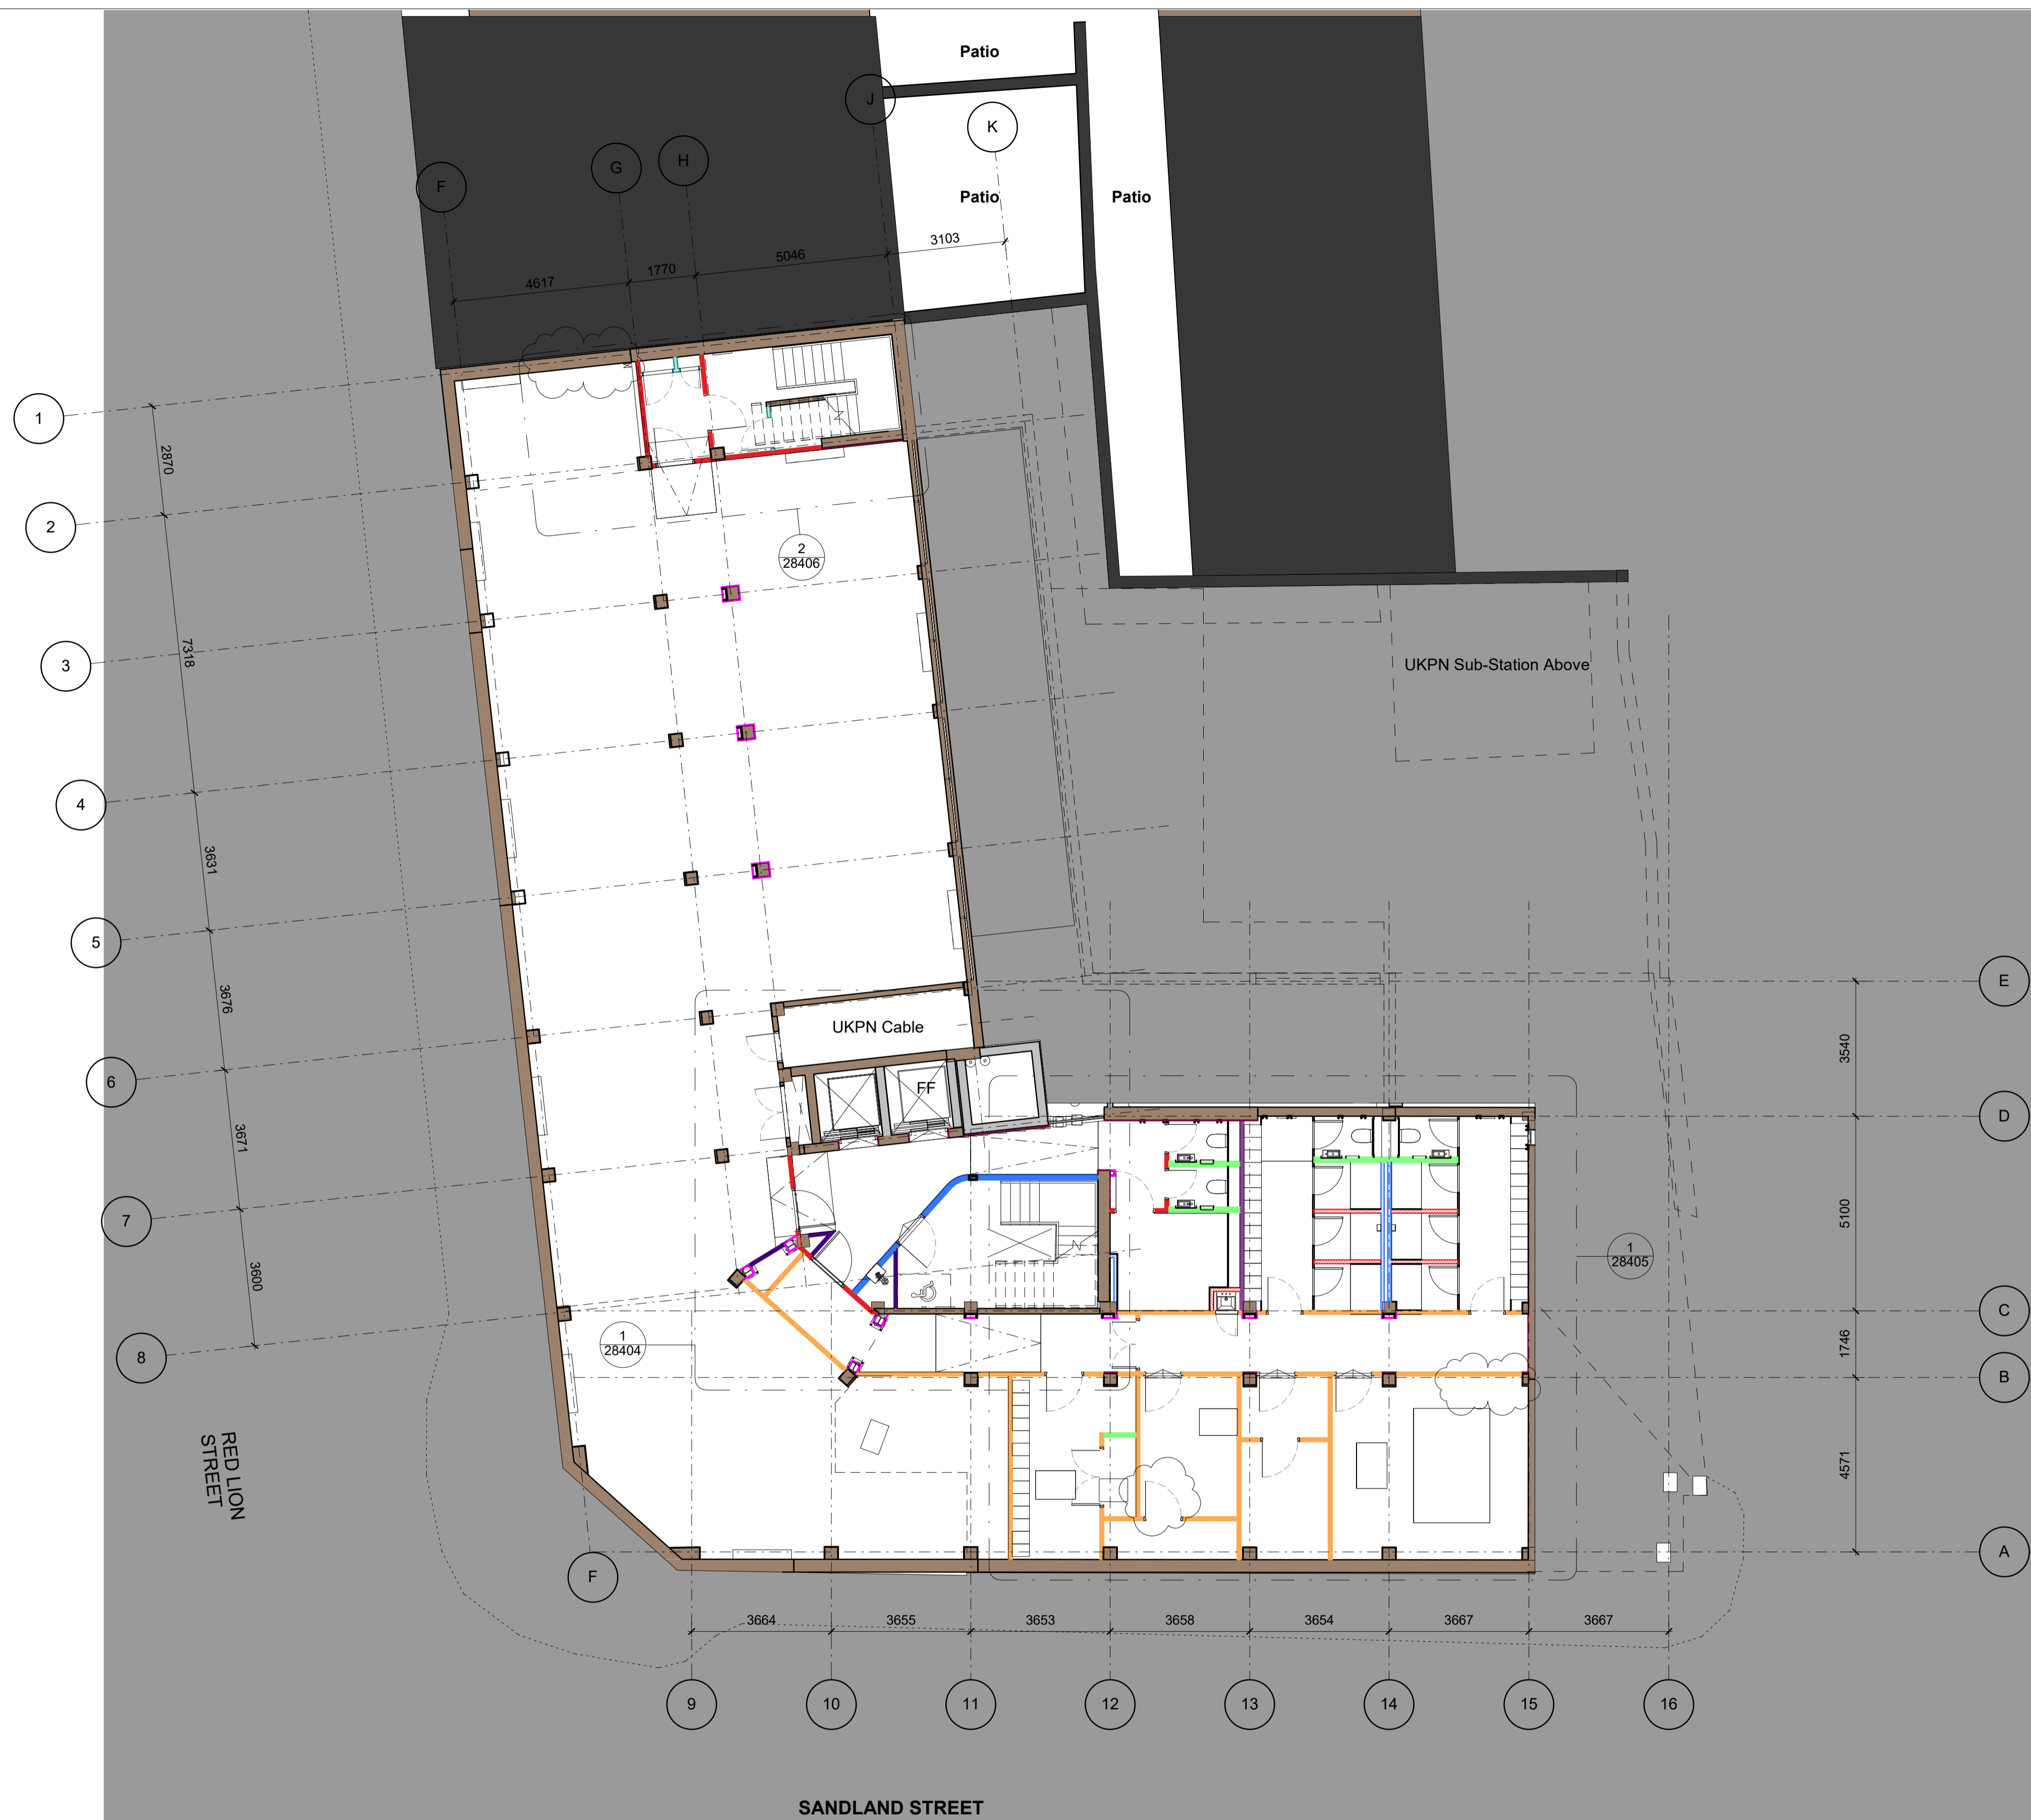 Patio
J
K
H
G
F
Patio
Patio
3103
5046
1770
4617
1
2870
2
2
28406
3
7318
UKPN Sub-Station Above
4
3631
5
3676
E
UKPN Cable
3540
6
FF
D
3671
5100
7
1
28405
3600
C
1
28404
1746
8
B
RED LION
STREET
4571
A
F
3664
3655
3653
3658
3654
3667
3667
9
10
11
12
13
14
15
16
SANDLAND STREET